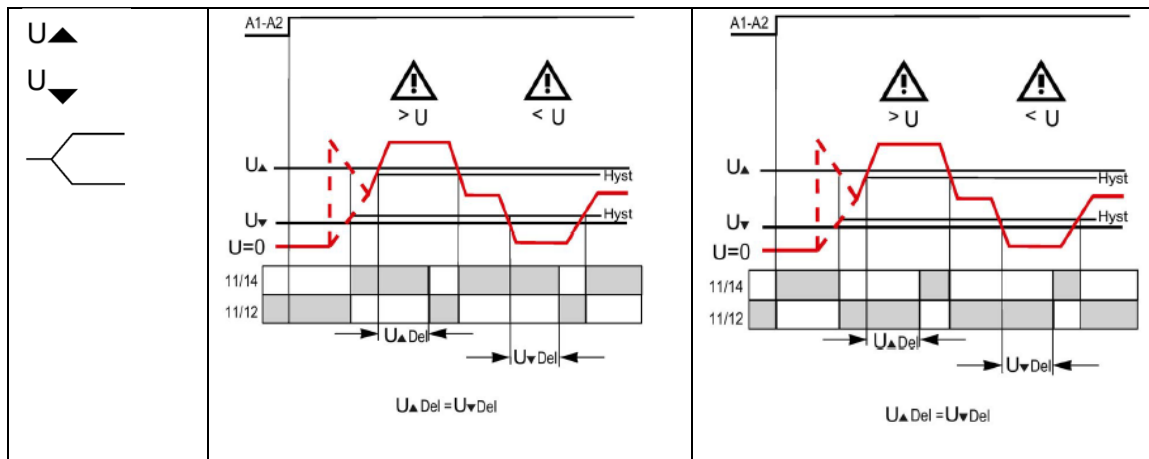 U▲
U▼
A1-A2
> U
< U
U▲
Hyst
U▼
Hyst
U=0
11/14
11/12
U▲Del
U▼Del
U▲Del =U▼Del
A1-A2
> U
< U
U▲
Hyst
U▼
Hyst
U=0
11/14
11/12
U▲Del
U▼Del
U▲Del =U▼Del